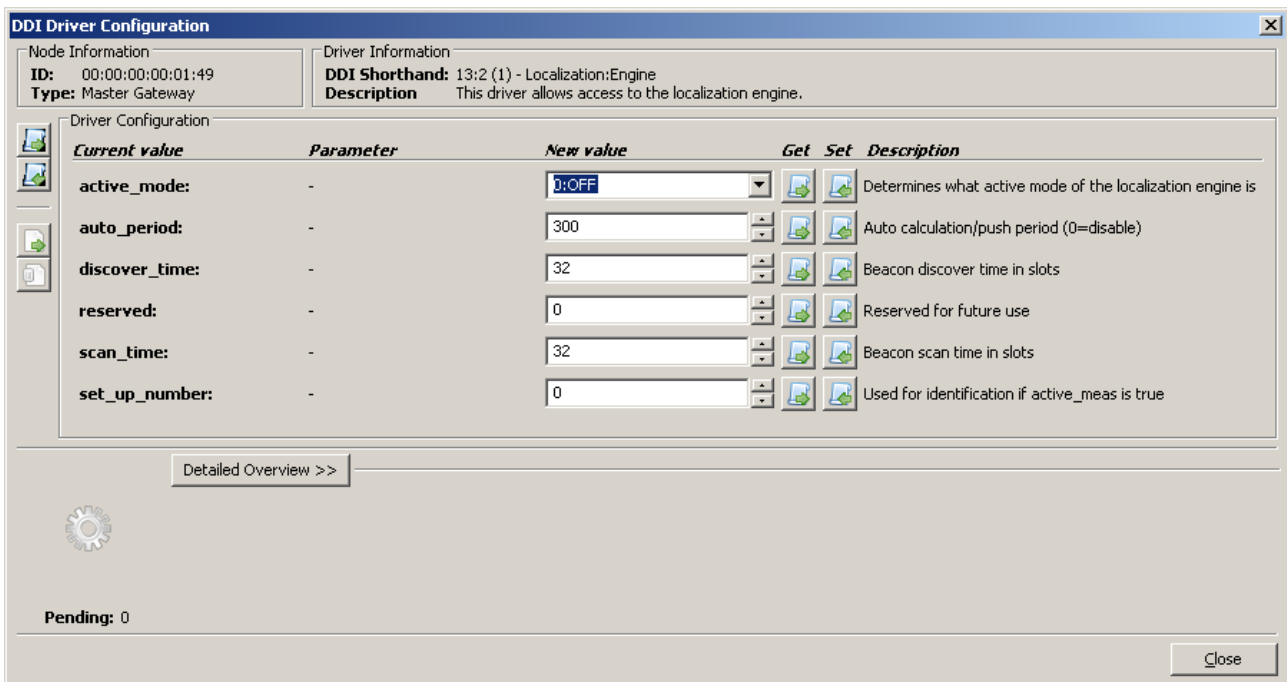 DDI Driver Configuration
Node Information
ID: 00:00:00:00:01:49
Type: Master Gateway
Driver Information
DDI Shorthand: 13:2 (1) - Localization:Engine
Description This driver allows access to the localization engine.
Driver Configuration
Current value Parameter New value Get Set Description
active_mode: - 0:OFF Determines what active mode of the localization engine is
auto_period: - 300 Auto calculation/push period (0=disable)
discover_time: - 32 Beacon discover time in slots
reserved: - 0 Reserved for future use
scan_time: - 32 Beacon scan time in slots
set_up_number: - 0 Used for identification if active_meas is true
Detailed Overview >>
Pending: 0
Close